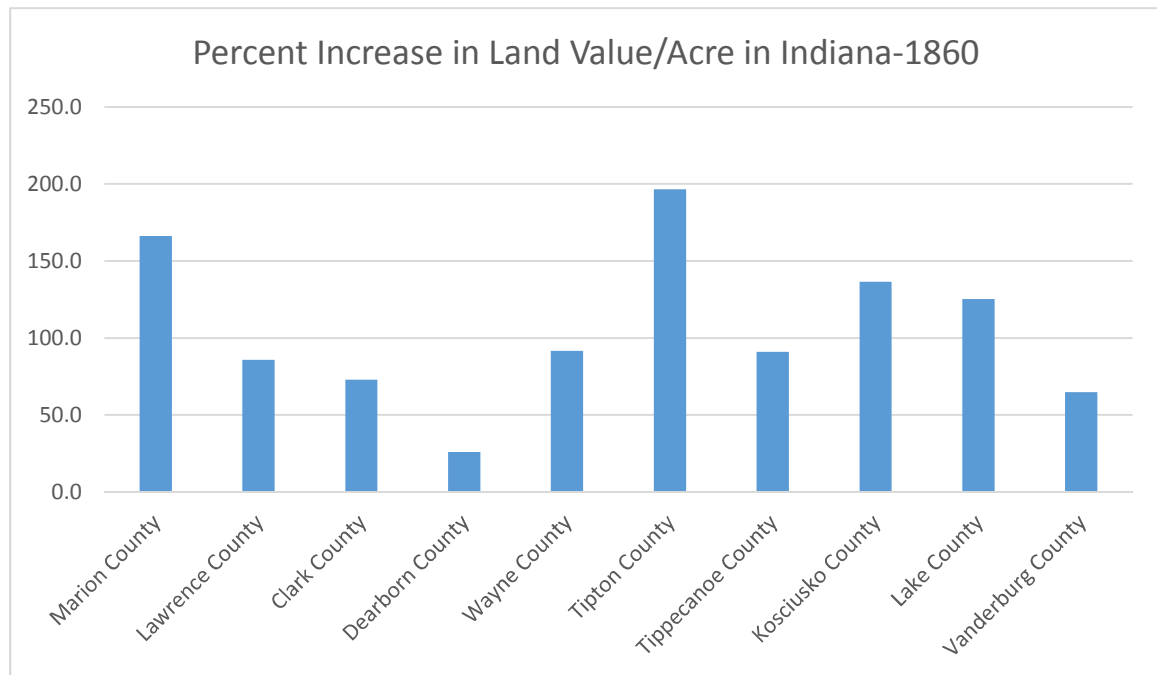 Percent Increase in Land Value/Acre in Indiana-1860
250.0
200.0
150.0
100.0
50.0
0.0
Marion County
Lawrence County
Clark County
Dearborn County
Wayne County
Tipton County
Tippecanoe County
Kosciusko County
Lake County
Vanderburg County